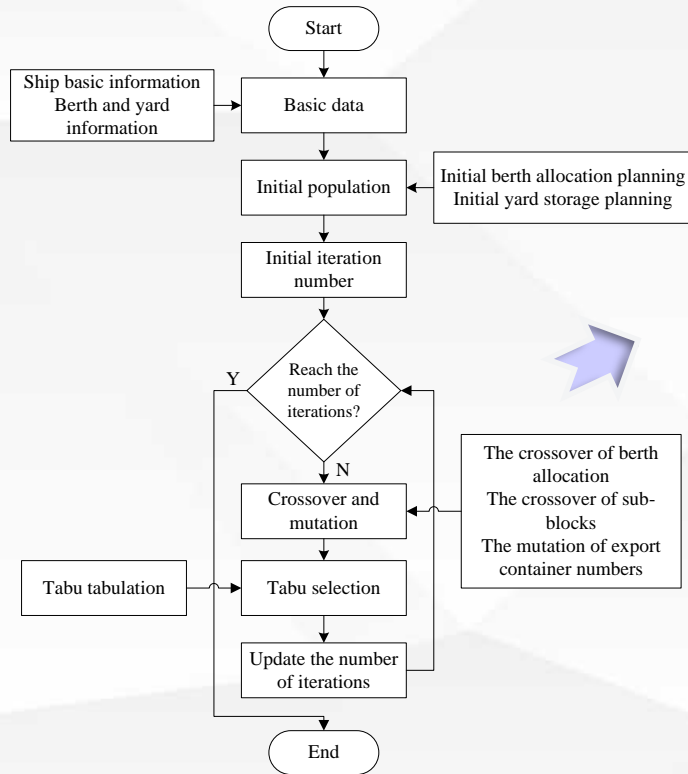 Start
Ship basic information
Berth and yard
information
Basic data
Initial population
Initial berth allocation planning
Initial yard storage planning
Initial iteration
number
Reach the
number of
iterations?
Y
N
Crossover and
mutation
The crossover of berth
allocation
The crossover of sub-
blocks
The mutation of export
container numbers
Tabu tabulation
Tabu selection
Update the number
of iterations
End